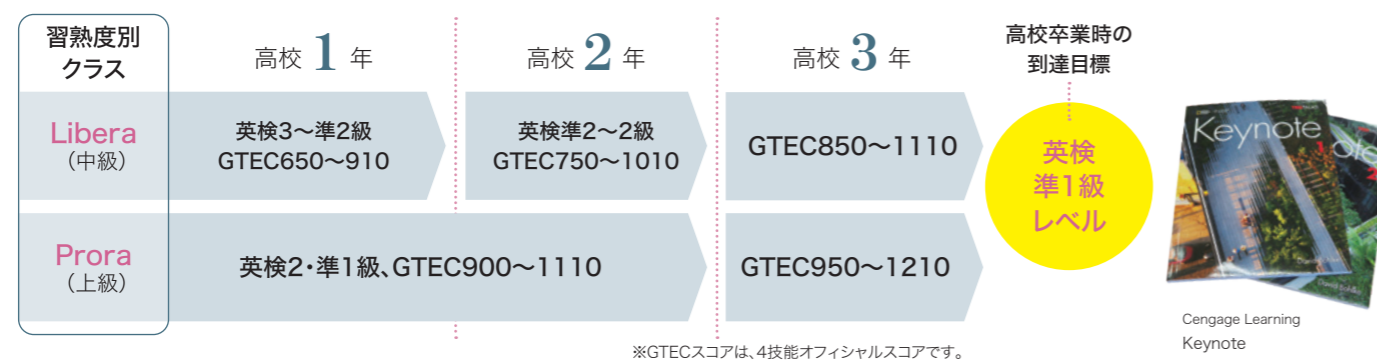 習熟度別
クラス
高校 1 年
高校 2 年
高校 3 年
高校卒業時の
到達目標
Libera
（中級）
英検3〜準2級
GTEC650〜910
英検準2〜2級
GTEC750〜1010
GTEC850〜1110
英検
準1級
レベル
Prora
（上級）
英検2・準1級、GTEC900〜1110
GTEC950〜1210
Keynote
1
Cengage Learning
Keynote
※GTECスコアは、4技能オフィシャルスコアです。